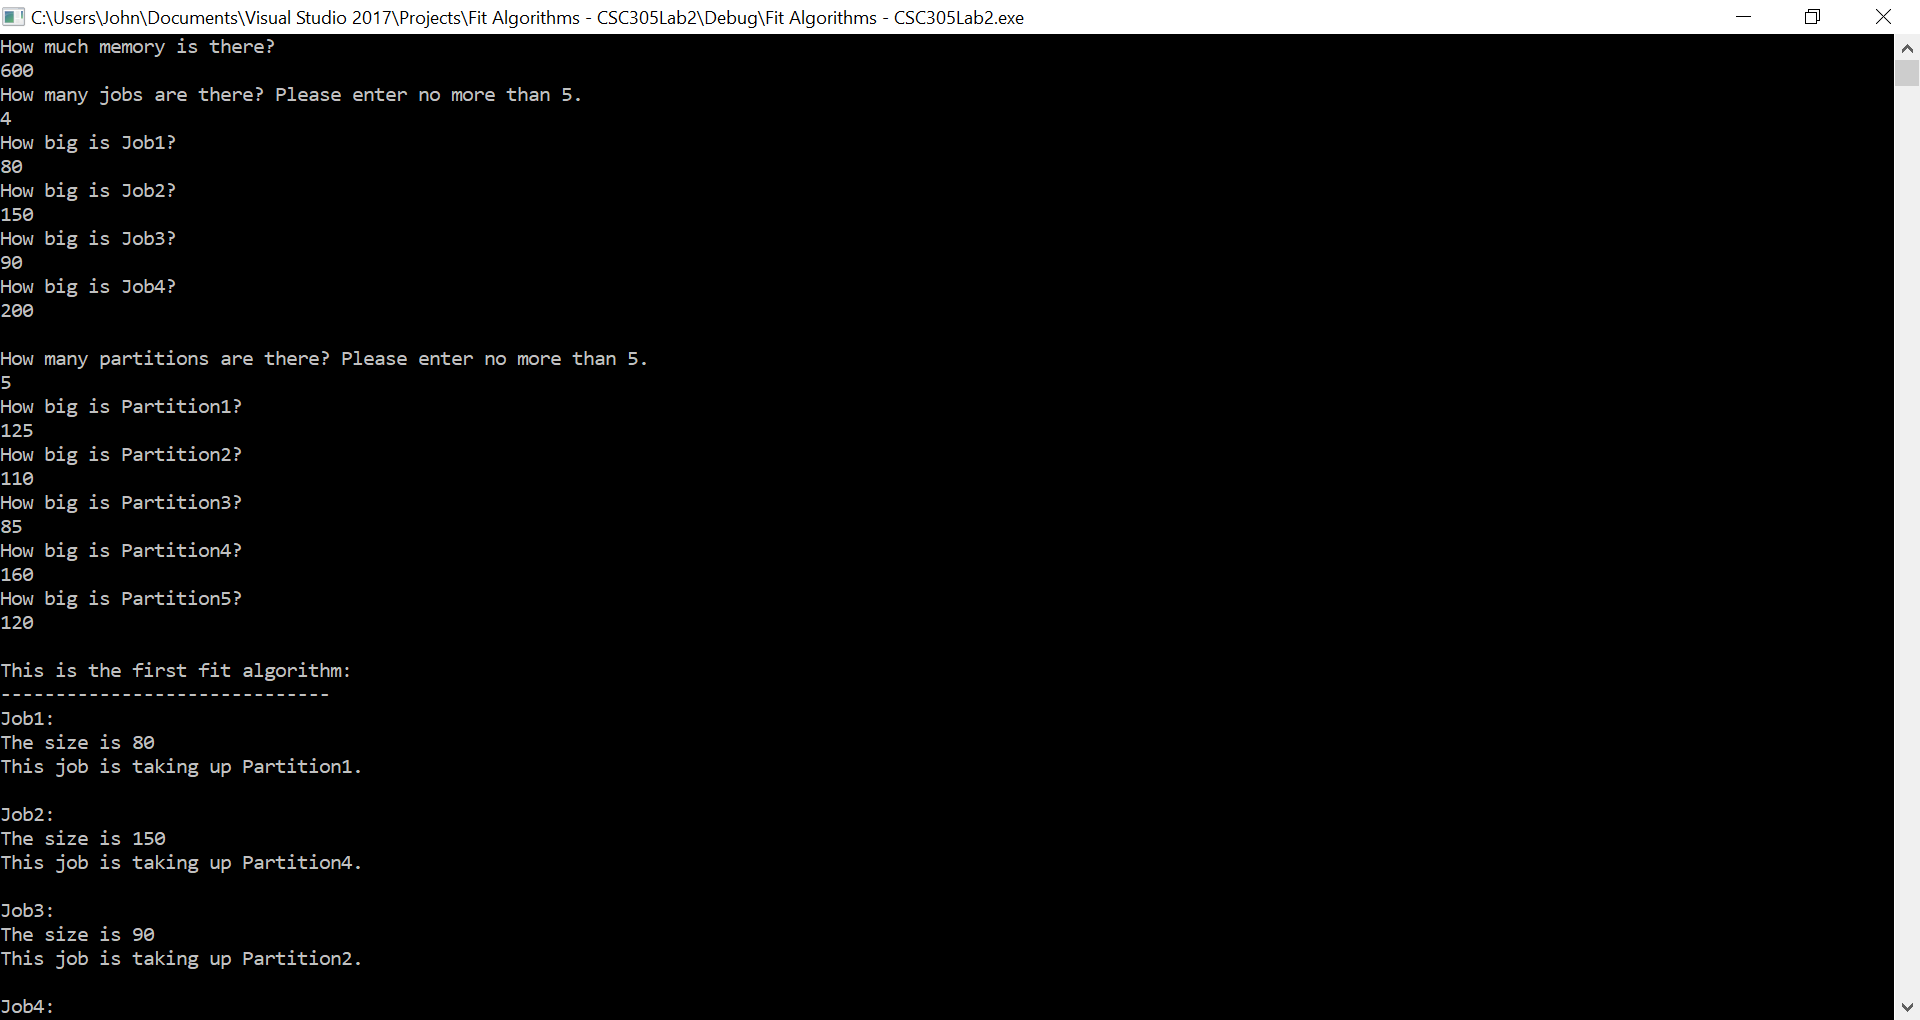 C:\Users\John\Documents\Visual Studio 2017\Projects\Fit Algorithms - CSC305Lab2\Debug\Fit Algorithms - CSC305Lab2.exe
How much memory is there?
600
How many jobs are there? Please enter no more than 5.
4
How big is Job1?
80
How big is Job2?
150
How big is Job3?
90
How big is Job4?
200

How many partitions are there? Please enter no more than 5.
5
How big is Partition1?
125
How big is Partition2?
110
How big is Partition3?
85
How big is Partition4?
160
How big is Partition5?
120

This is the first fit algorithm:
------------------------------
Job1:
The size is 80
This job is taking up Partition1.

Job2:
The size is 150
This job is taking up Partition4.

Job3:
The size is 90
This job is taking up Partition2.

Job4: